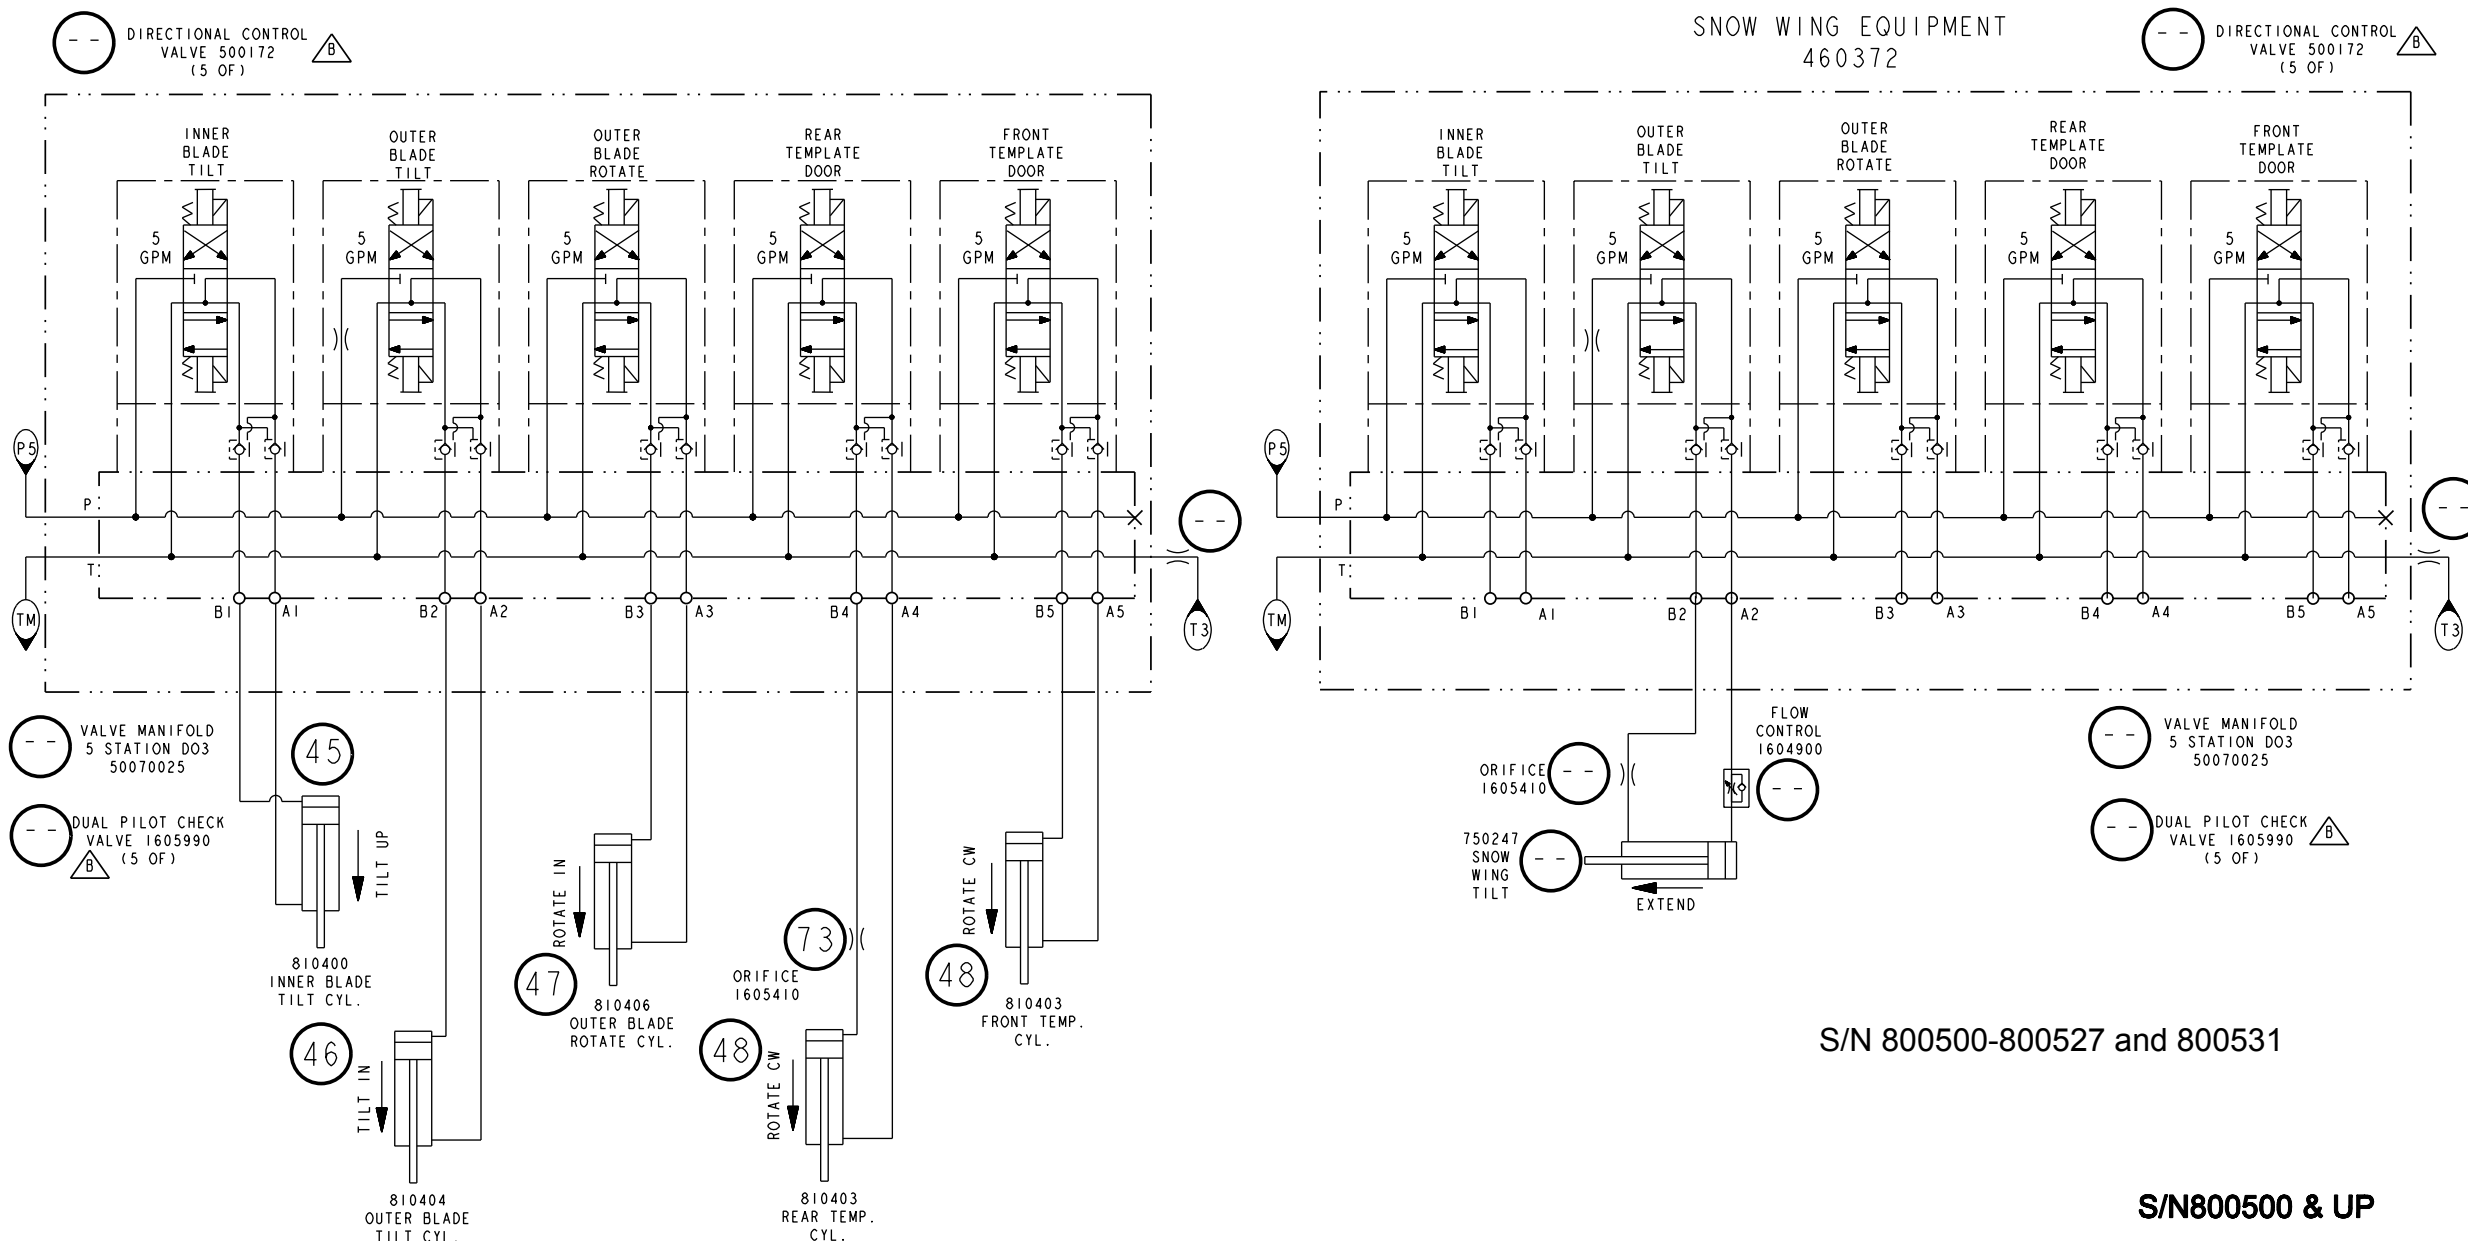 - -
DIRECTIONAL CONTROL
VALVE 500172
(5 OF)
B
SNOW WING EQUIPMENT
460372
- -
DIRECTIONAL CONTROL
VALVE 500172
(5 OF)
B
INNER
BLADE
TILT
OUTER
BLADE
TILT
OUTER
BLADE
ROTATE
REAR
TEMPLATE
DOOR
FRONT
TEMPLATE
DOOR
5
GPM
5
GPM
5
GPM
5
GPM
5
GPM
P5
P
T
TM
- -
T3
B1
A1
B2
A2
B3
A3
B4
A4
B5
A5
INNER
BLADE
TILT
OUTER
BLADE
TILT
OUTER
BLADE
ROTATE
REAR
TEMPLATE
DOOR
FRONT
TEMPLATE
DOOR
5
GPM
5
GPM
5
GPM
5
GPM
5
GPM
P5
P
T
TM
- -
T3
B1
A1
B2
A2
B3
A3
B4
A4
B5
A5
- -
VALVE MANIFOLD
5 STATION DO3
50070025
- -
DUAL PILOT CHECK
VALVE 1605990
(5 OF)
B
45
TILT UP
810400
INNER BLADE
TILT CYL.
46
TILT IN
810404
OUTER BLADE
TILT CYL.
ROTATE IN
47
810406
OUTER BLADE
ROTATE CYL.
73
ORIFICE
1605410
48
ROTATE CW
810403
REAR TEMP.
CYL.
ROTATE CW
48
810403
FRONT TEMP.
CYL.
FLOW
CONTROL
1604900
- -
ORIFICE
1605410
- -
750247
SNOW
WING
TILT
- -
EXTEND
- -
VALVE MANIFOLD
5 STATION DO3
50070025
- -
DUAL PILOT CHECK
VALVE 1605990
(5 OF)
B
S/N 800500-800527 and 800531
S/N800500 & UP